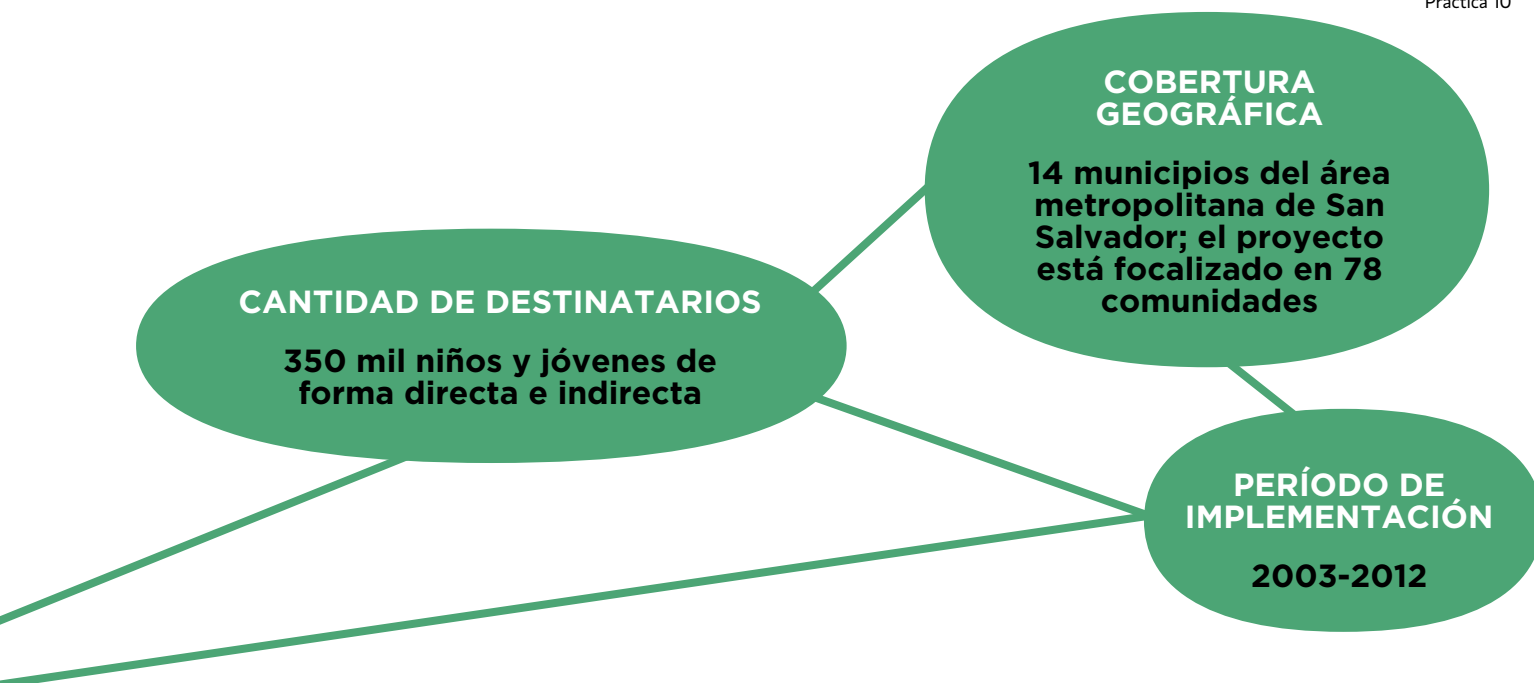 Práctica 10
COBERTURA
GEOGRÁFICA
14 municipios del área
metropolitana de San
Salvador; el proyecto
está focalizado en 78
comunidades
CANTIDAD DE DESTINATARIOS
350 mil niños y jóvenes de
forma directa e indirecta
PERÍODO DE
IMPLEMENTACIÓN
2003-2012